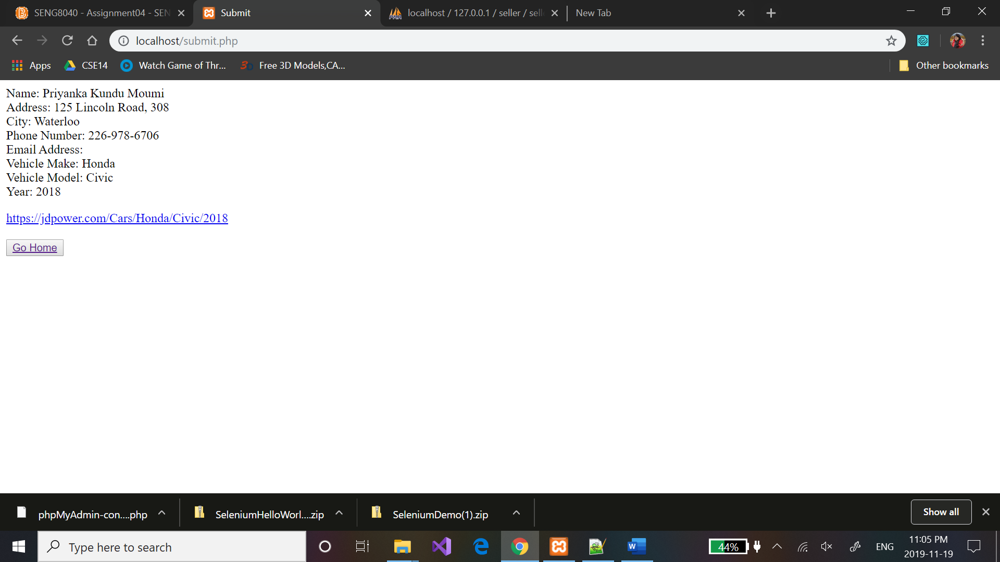 SENG8040 - Assignment04 - SEN
Submit
localhost / 127.0.0.1 / seller / sell
New Tab
localhost/submit.php
Apps
CSE14
Watch Game of Thr...
Free 3D Models,CA...
Other bookmarks
Name: Priyanka Kundu Moumi
Address: 125 Lincoln Road, 308
City: Waterloo
Phone Number: 226-978-6706
Email Address:
Vehicle Make: Honda
Vehicle Model: Civic
Year: 2018
https://jdpower.com/Cars/Honda/Civic/2018
Go Home
phpMyAdmin-con....php
SeleniumHelloWorl....zip
SeleniumDemo(1).zip
Show all
Type here to search
44%
ENG
11:05 PM
2019-11-19